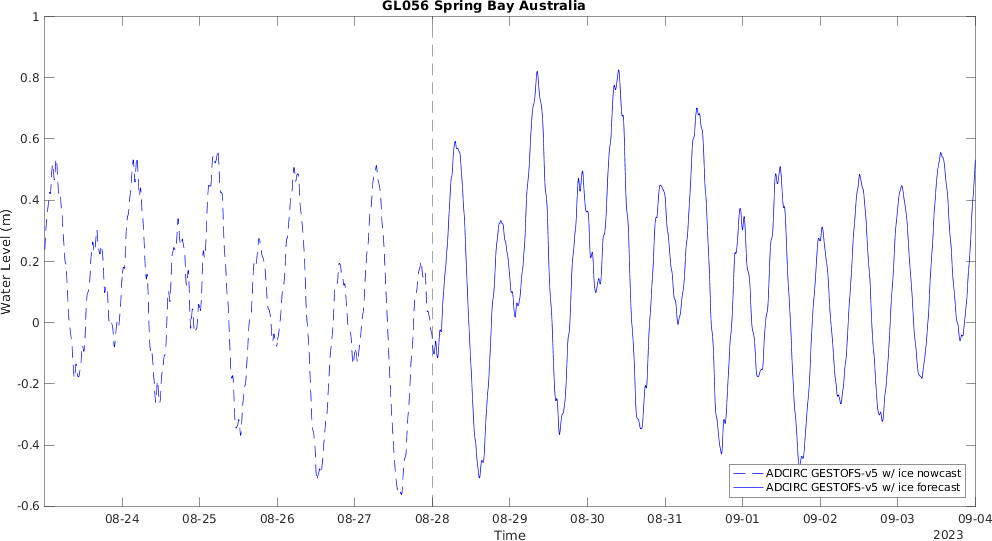 GL056 Spring Bay Australia
Water Level (m)
1
0.8
0.6
0.4
0.2
0
-0.2
-0.4
-0.6
ADCIRC GESTOFS-v5 w/ ice nowcast
ADCIRC GESTOFS-v5 w/ ice forecast
08-24 08-25 08-26 08-27 08-28 08-29 08-30 08-31 09-01 09-02 09-03 09-04
Time
2023